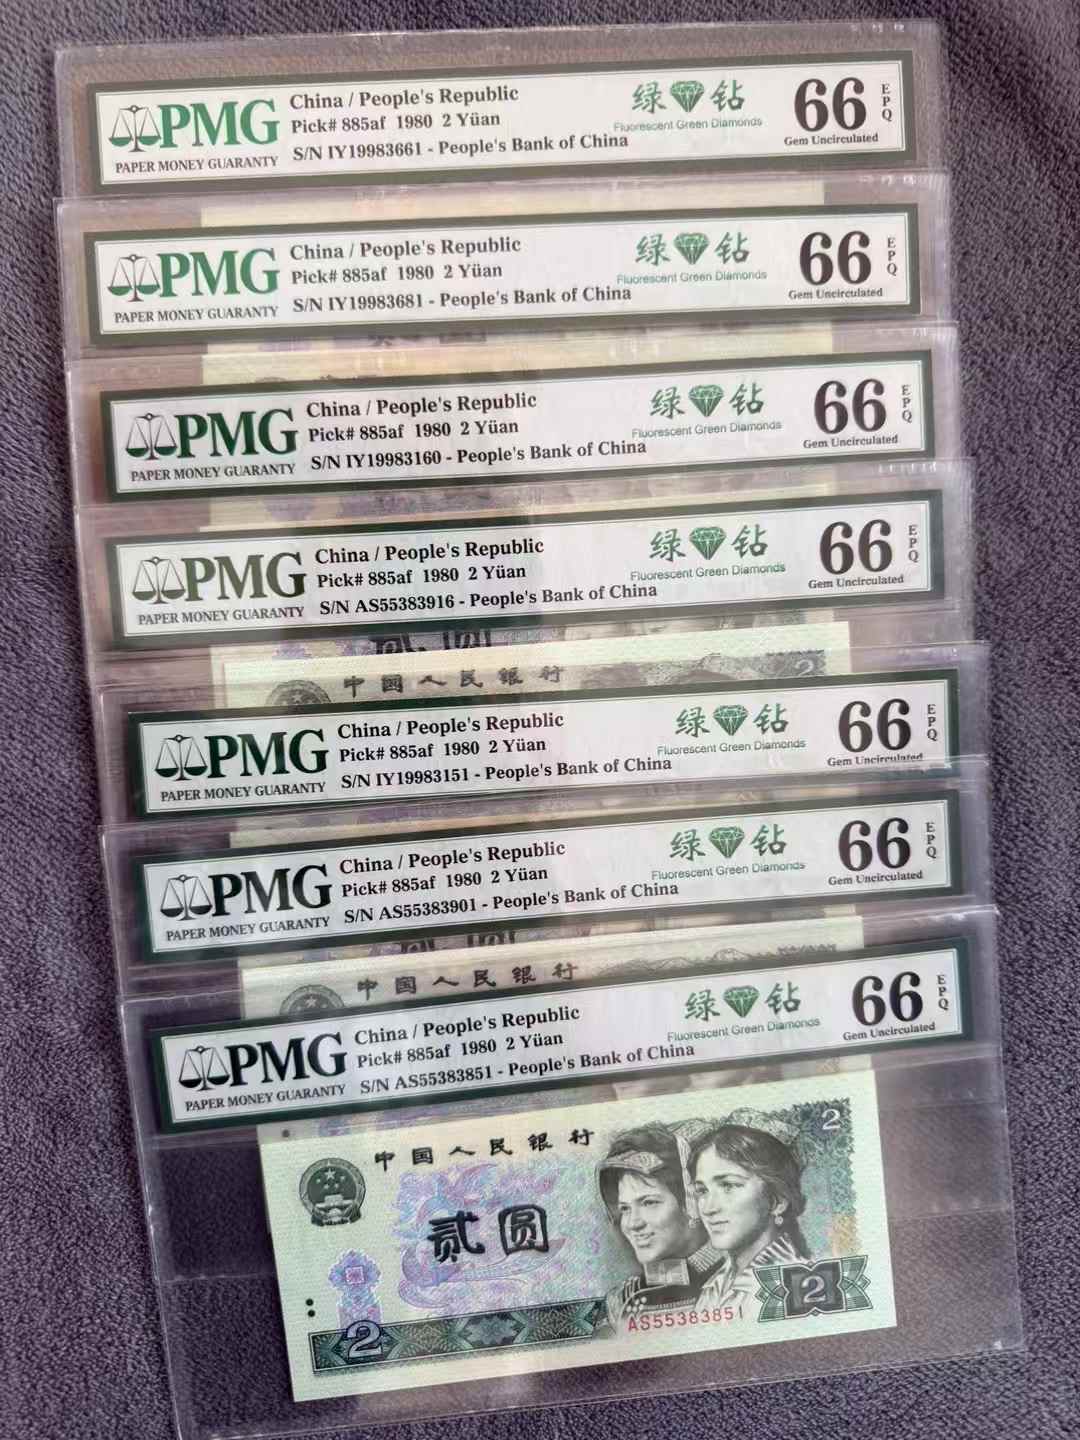 PMG
PAPER MONEY GUARANTY
China / People's Republic
Pick# 885af 1980 2 Yüan
S/N IY19983661 - People's Bank of China
绿 钻
Fluorescent Green Diamonds
66
EPQ
Gem Uncirculated
PMG
PAPER MONEY GUARANTY
China / People's Republic
Pick# 885af 1980 2 Yüan
S/N IY19983681 - People's Bank of China
绿 钻
Fluorescent Green Diamonds
66
EPQ
Gem Uncirculated
PMG
PAPER MONEY GUARANTY
China / People's Republic
Pick# 885af 1980 2 Yüan
S/N IY19983160 - People's Bank of China
绿 钻
Fluorescent Green Diamonds
66
EPQ
Gem Uncirculated
PMG
PAPER MONEY GUARANTY
China / People's Republic
Pick# 885af 1980 2 Yüan
S/N AS55383916 - People's Bank of China
绿 钻
Fluorescent Green Diamonds
66
EPQ
Gem Uncirculated
中国人民银行
2
PMG
PAPER MONEY GUARANTY
China / People's Republic
Pick# 885af 1980 2 Yüan
S/N IY19983151 - People's Bank of China
绿 钻
Fluorescent Green Diamonds
66
EPQ
Gem Uncirculated
PMG
PAPER MONEY GUARANTY
China / People's Republic
Pick# 885af 1980 2 Yüan
S/N AS55383901 - People's Bank of China
绿 钻
Fluorescent Green Diamonds
66
EPQ
Gem Uncirculated
中国人民银行
PMG
PAPER MONEY GUARANTY
China / People's Republic
Pick# 885af 1980 2 Yüan
S/N AS55383851 - People's Bank of China
绿 钻
Fluorescent Green Diamonds
66
EPQ
Gem Uncirculated
中国人民银行
2
贰圆
2
AS55383851
2